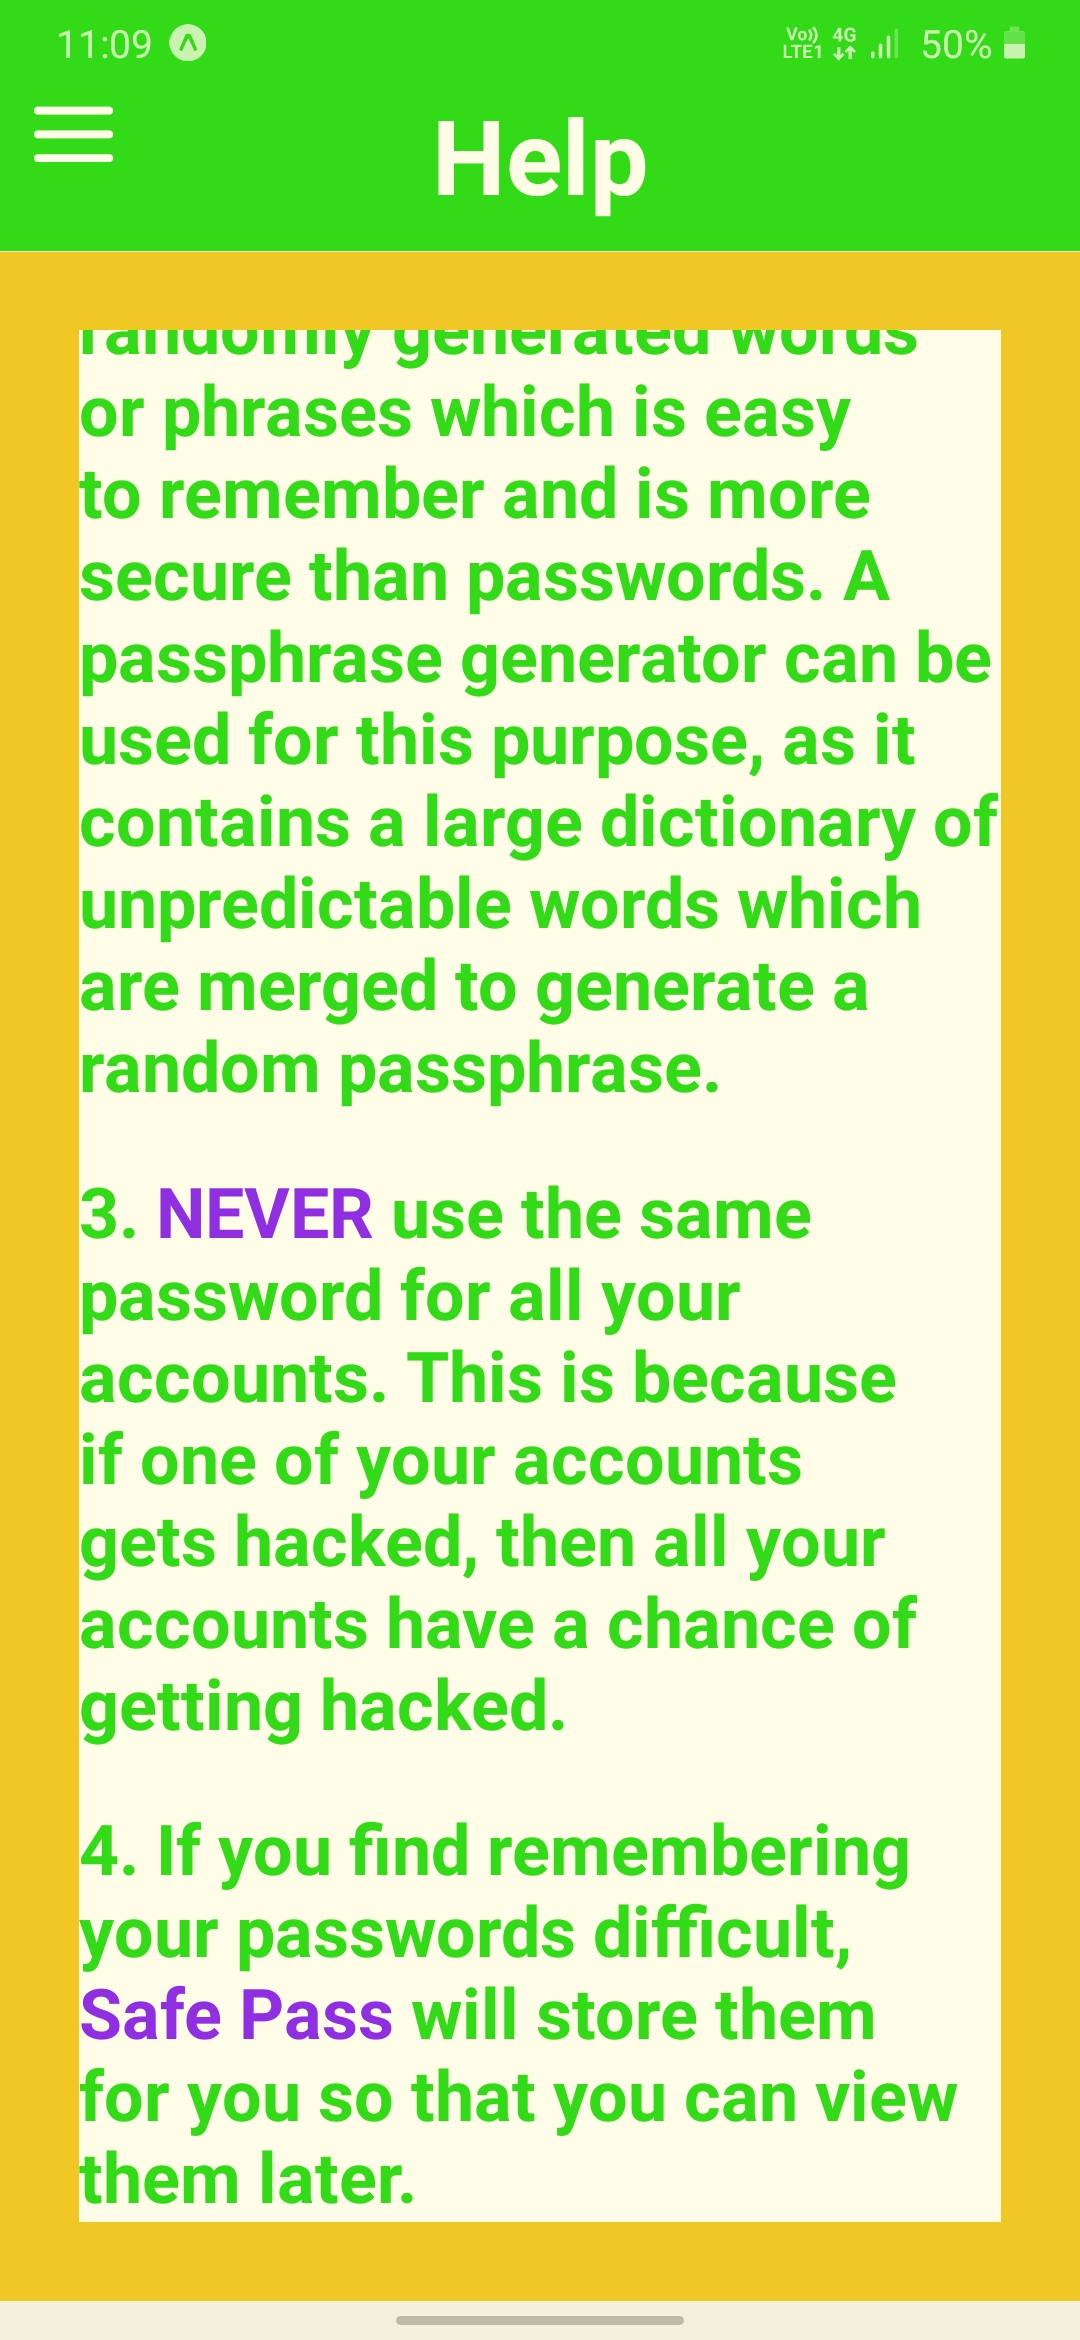 11:09
Vo)) LTE1 4G 50%
Help
randomly generated words
or phrases which is easy
to remember and is more
secure than passwords. A
passphrase generator can be
used for this purpose, as it
contains a large dictionary of
unpredictable words which
are merged to generate a
random passphrase.
3. NEVER use the same
password for all your
accounts. This is because
if one of your accounts
gets hacked, then all your
accounts have a chance of
getting hacked.
4. If you find remembering
your passwords difficult,
Safe Pass will store them
for you so that you can view
them later.